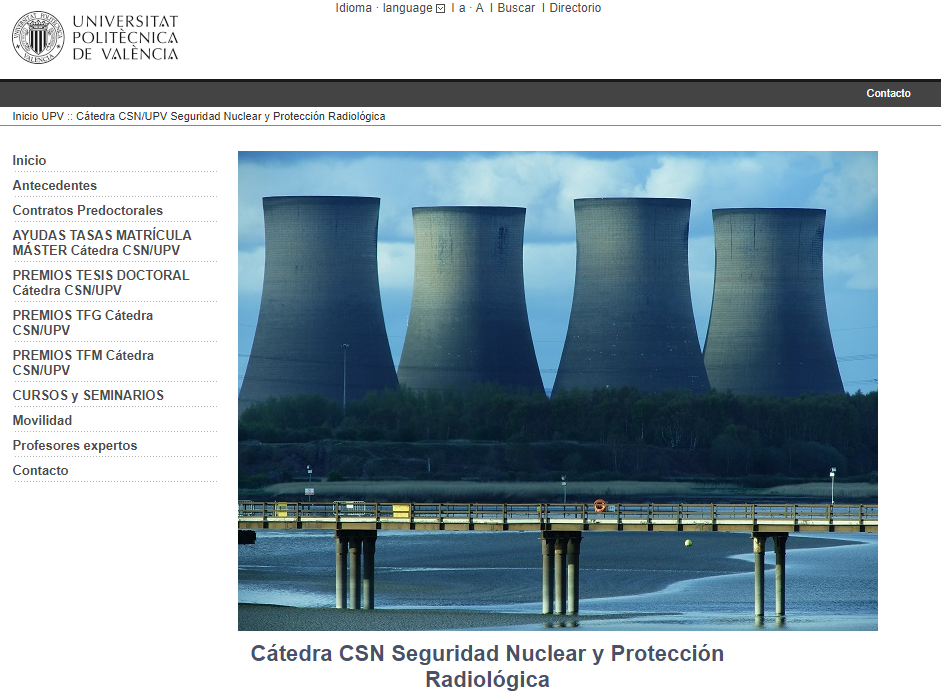 UNIVERSITAT
POLITÈCNICA
DE VALÈNCIA
Idioma · language I a · A I Buscar I Directorio
Contacto
Inicio UPV :: Cátedra CSN/UPV Seguridad Nuclear y Protección Radiológica
Inicio
Antecedentes
Contratos Predoctorales
AYUDAS TASAS MATRÍCULA
MÁSTER Cátedra CSN/UPV
PREMIOS TESIS DOCTORAL
Cátedra CSN/UPV
PREMIOS TFG Cátedra
CSN/UPV
PREMIOS TFM Cátedra
CSN/UPV
CURSOS y SEMINARIOS
Movilidad
Profesores expertos
Contacto
Cátedra CSN Seguridad Nuclear y Protección
Radiológica